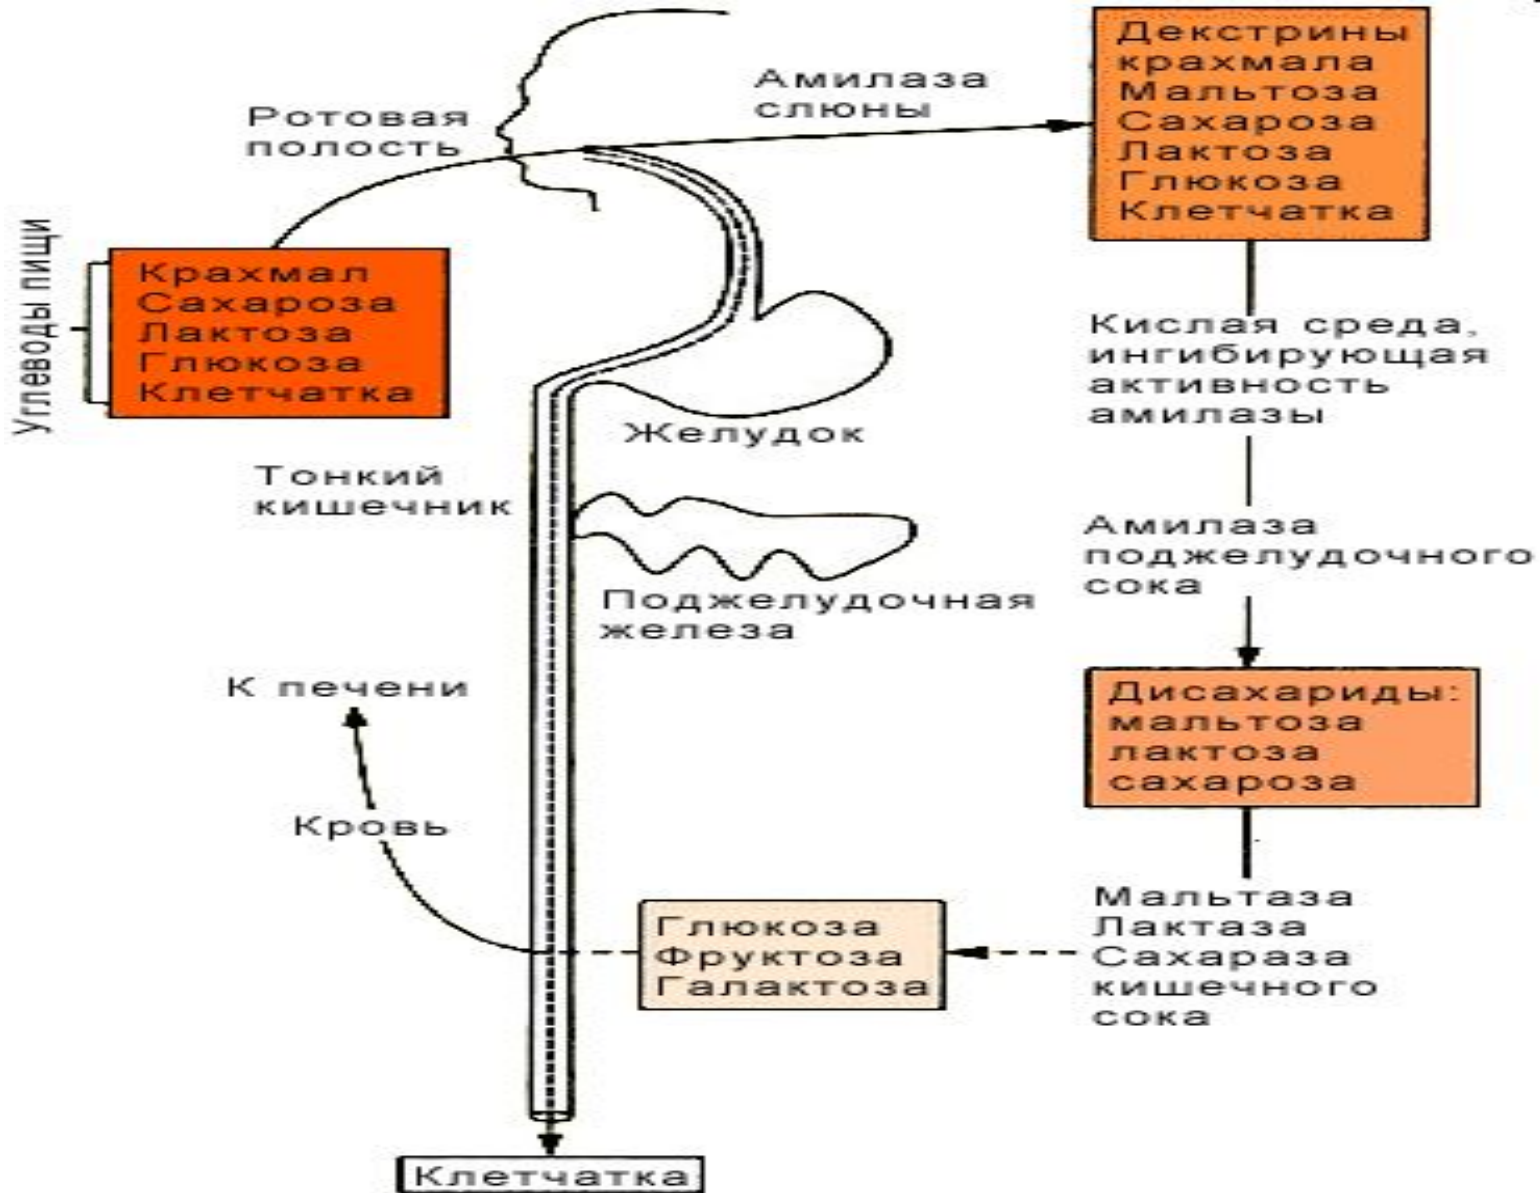 Ротовая
полость
Амилаза
слюны
Декстрины
крахмала
Мальтоза
Сахароза
Лактоза
Глюкоза
Клетчатка
Углеводы пищи
Крахмал
Сахароза
Лактоза
Глюкоза
Клетчатка
Кислая среда,
ингибирующая
активность
амилазы
Желудок
Тонкий
кишечник
Амилаза
поджелудочного
сока
Поджелудочная
железа
К печени
Дисахариды:
мальтоза
лактоза
сахароза
Кровь
Глюкоза
Фруктоза
Галактоза
Мальтаза
Лактаза
Сахараза
кишечного
сока
Клетчатка